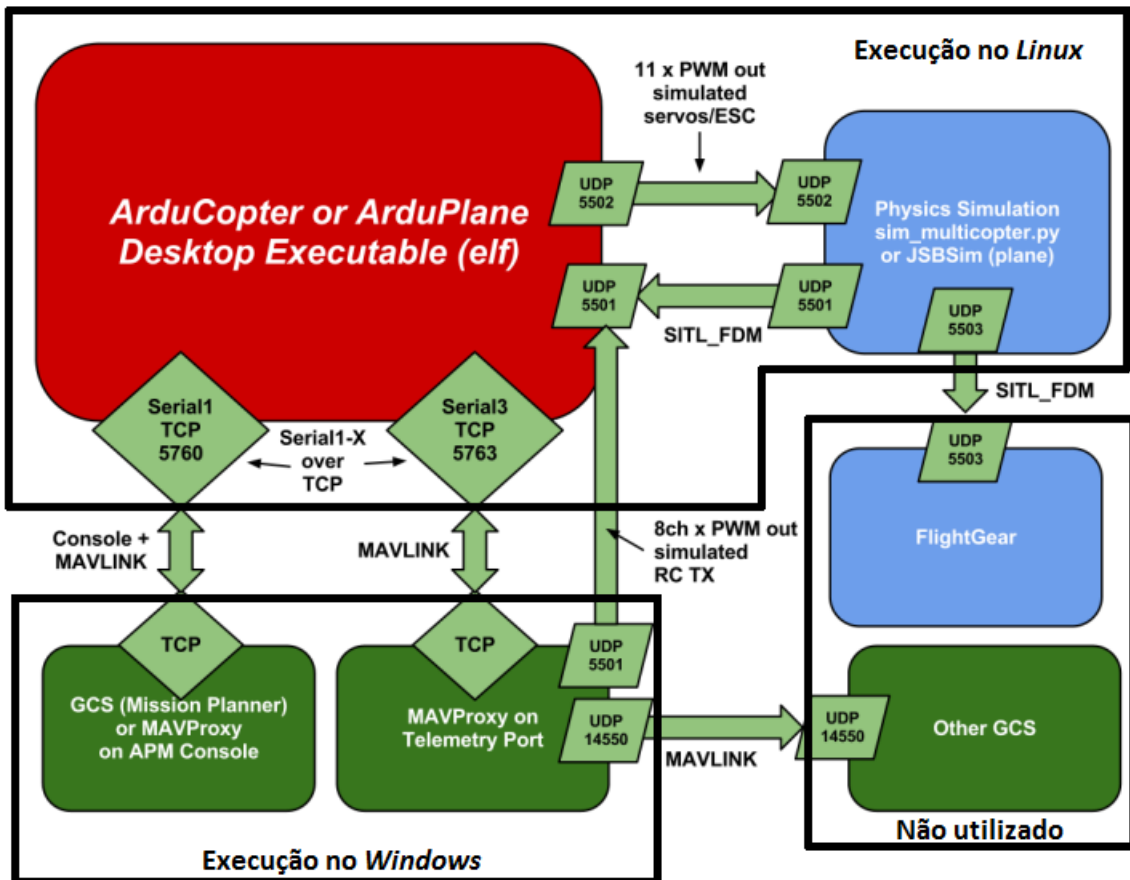 Execução no Linux
11 x PWM out
simulated
servos/ESC
ArduCopter or ArduPlane
Desktop Executable (elf)
UDP
5502
UDP
5502
Physics Simulation
sim_multicopter.py
or JSBSim (plane)
UDP
5501
UDP
5501
SITL_FDM
UDP
5503
SITL_FDM
Serial1
TCP
5760
Serial1-X
over
TCP
Serial3
TCP
5763
UDP
5503
FlightGear
Console +
MAVLINK
MAVLINK
8ch x PWM out
simulated
RC TX
TCP
TCP
UDP
5501
GCS (Mission Planner)
or MAVProxy
on APM Console
MAVProxy on
Telemetry Port
UDP
14550
MAVLINK
UDP
14550
Other GCS
Não utilizado
Execução no Windows